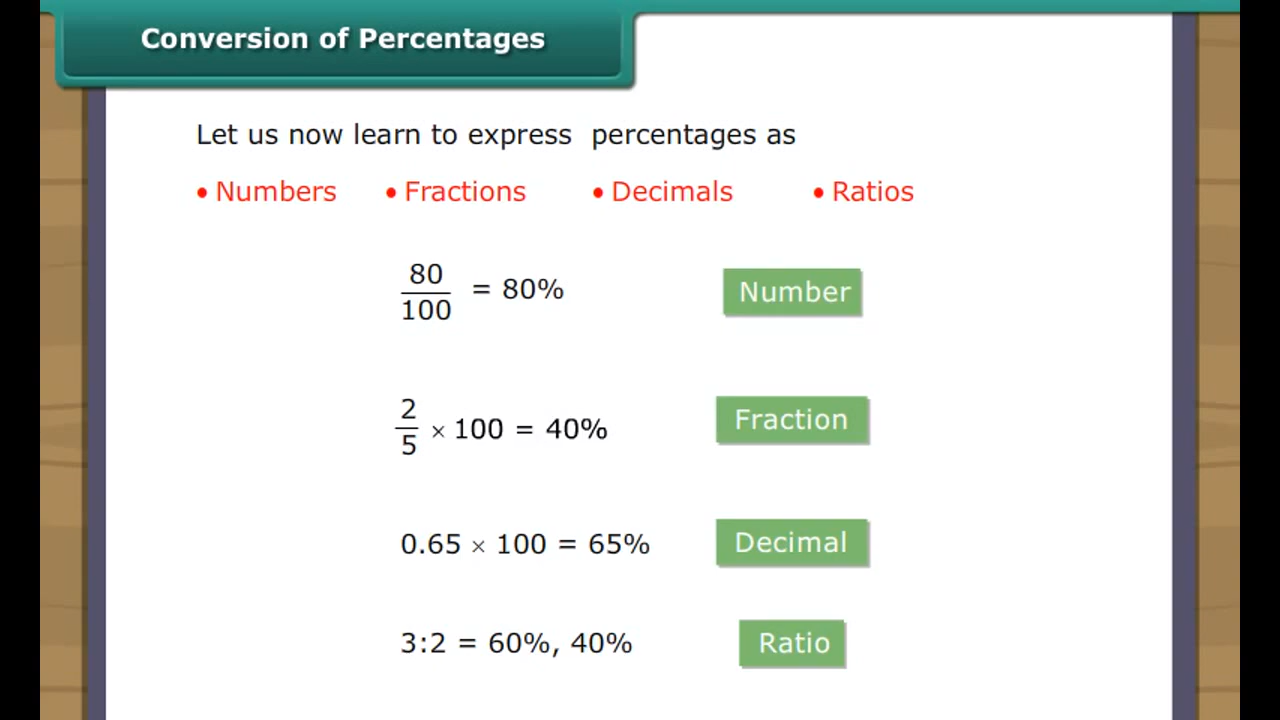 Conversion of Percentages
Let us now learn to express percentages as
• Numbers • Fractions • Decimals • Ratios
80/100 = 80% Number
2/5 × 100 = 40% Fraction
0.65 × 100 = 65% Decimal
3:2 = 60%, 40% Ratio